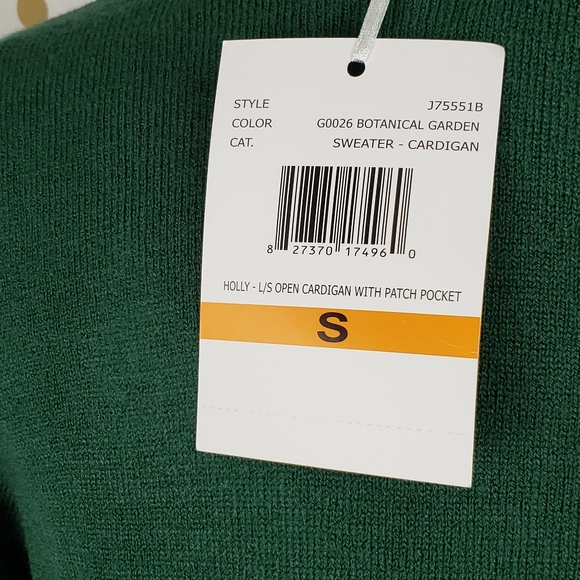 STYLE J75551B
COLOR G0026 BOTANICAL GARDEN
CAT. SWEATER - CARDIGAN
8 27370 17496 0
HOLLY - L/S OPEN CARDIGAN WITH PATCH POCKET
S